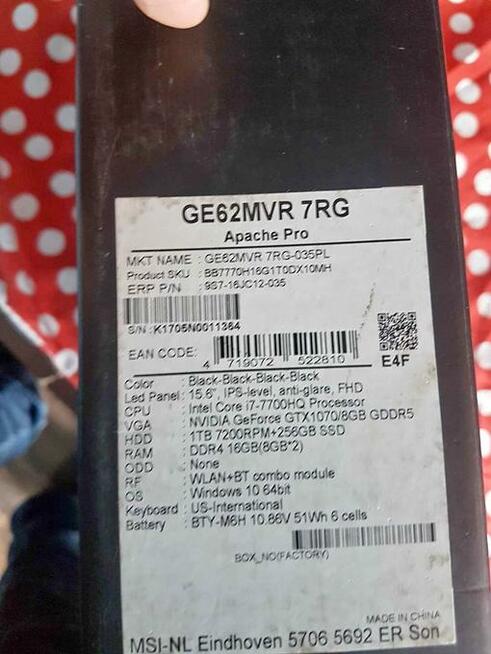 GE62MVR 7RG
Apache Pro
MKT NAME : GE62MVR 7RG-035PL
Product SKU : BB7770H16G1T0DX10MH
ERP P/N : 9S7-16JC12-035
S/N : K1705N0011364
EAN CODE:
4 719072 522810
E4F
Color : Black-Black-Black-Black
Led Panel : 15.6", IPS-level, anti-glare, FHD
CPU : Intel Core i7-7700HQ Processor
VGA : NVIDIA GeForce GTX1070/8GB GDDR5
HDD : 1TB 7200RPM+256GB SSD
RAM : DDR4 16GB(8GB*2)
ODD : None
RF : WLAN+BT combo module
OS : Windows 10 64bit
Keyboard : US-International
Battery : BTY-M6H 10.86V 51Wh 6 cells
BOX_NO(FACTORY)
MADE IN CHINA
MSI-NL Eindhoven 5706 5692 ER Son